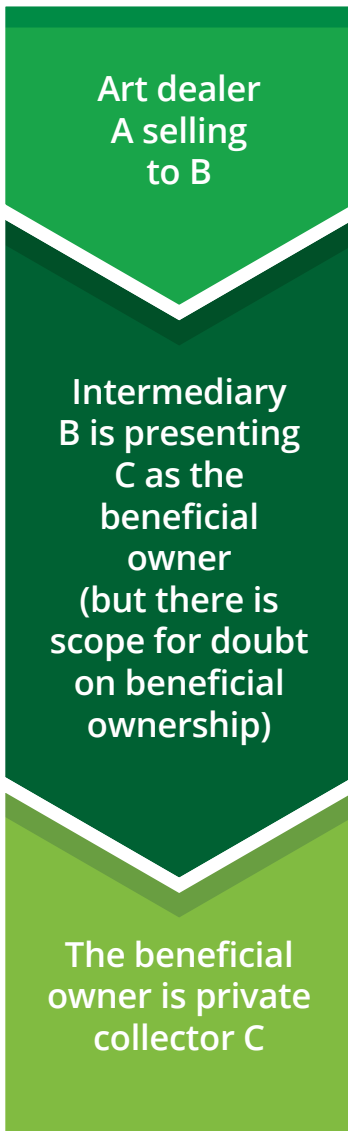 Art dealer
A selling
to B
Intermediary
B is presenting
C as the
beneficial
owner
(but there is
scope for doubt
on beneficial
ownership)
The beneficial
owner is private
collector C